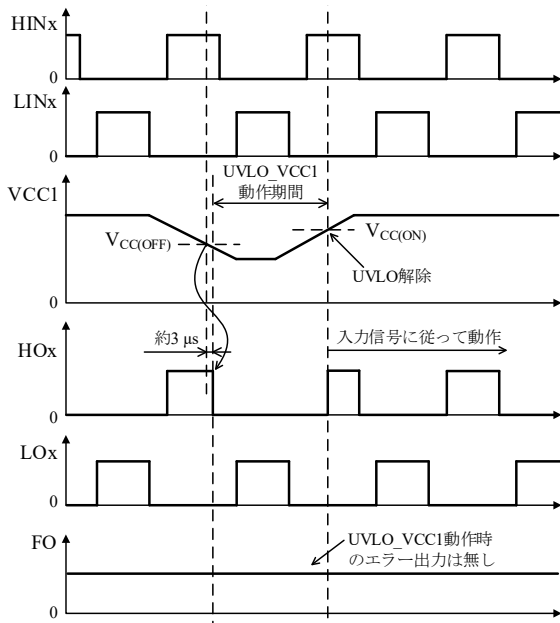 HINx
0
LINx
0
UVLO_VCC1
動作期間
VCC1
VCC(OFF)
VCC(ON)
UVLO解除
0
約3 µs
入力信号に従って動作
HOx
0
LOx
0
FO
UVLO_VCC1動作時
のエラー出力は無し
0